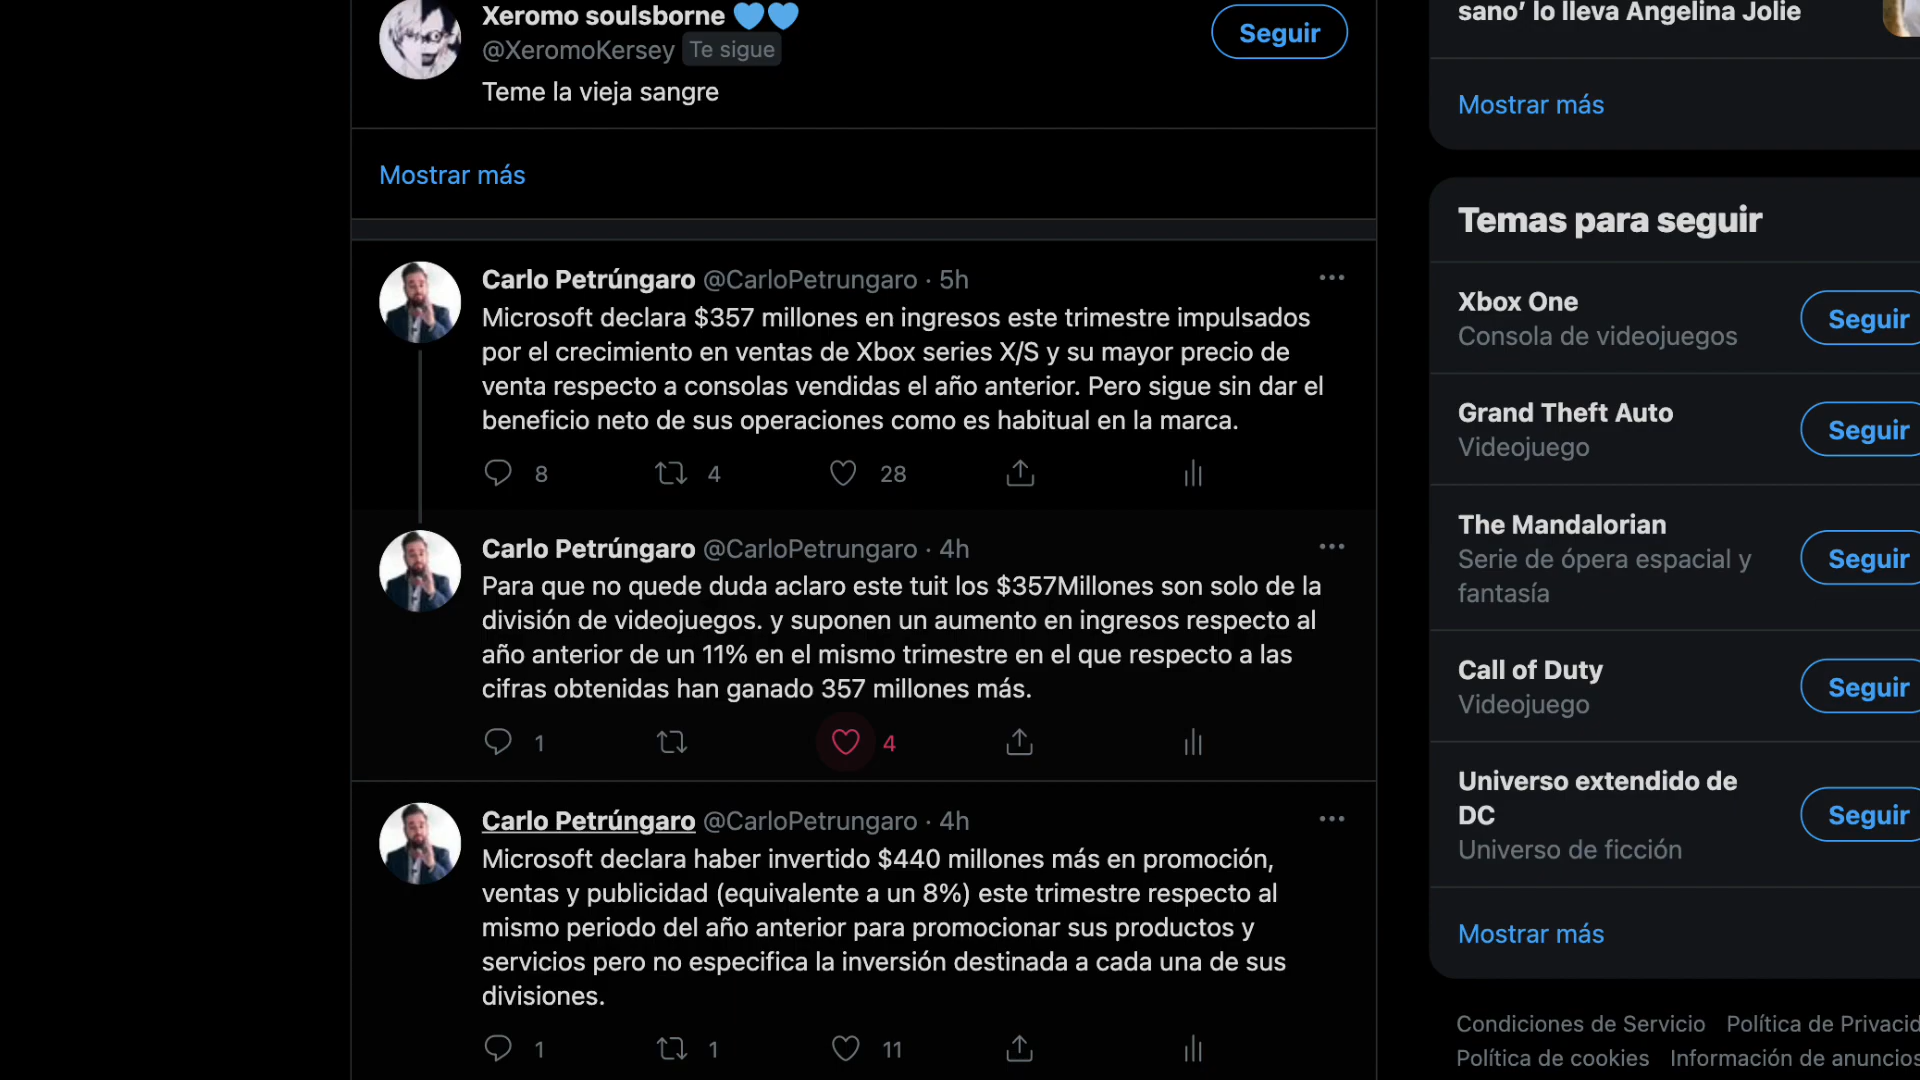 Xeromo soulsborne 💙💙
@XeromoKersey Te sigue
Seguir
Teme la vieja sangre
Mostrar más
Carlo Petrúngaro @CarloPetrungaro · 5h
Microsoft declara $357 millones en ingresos este trimestre impulsados
por el crecimiento en ventas de Xbox series X/S y su mayor precio de
venta respecto a consolas vendidas el año anterior. Pero sigue sin dar el
beneficio neto de sus operaciones como es habitual en la marca.
8 4 28
Carlo Petrúngaro @CarloPetrungaro · 4h
Para que no quede duda aclaro este tuit los $357Millones son solo de la
división de videojuegos. y suponen un aumento en ingresos respecto al
año anterior de un 11% en el mismo trimestre en el que respecto a las
cifras obtenidas han ganado 357 millones más.
1 4
Carlo Petrúngaro @CarloPetrungaro · 4h
Microsoft declara haber invertido $440 millones más en promoción,
ventas y publicidad (equivalente a un 8%) este trimestre respecto al
mismo periodo del año anterior para promocionar sus productos y
servicios pero no especifica la inversión destinada a cada una de sus
divisiones.
1 1 11
sano’ lo lleva Angelina Jolie
Mostrar más
Temas para seguir
Xbox One
Consola de videojuegos
Seguir
Grand Theft Auto
Videojuego
Seguir
The Mandalorian
Serie de ópera espacial y
fantasía
Seguir
Call of Duty
Videojuego
Seguir
Universo extendido de
DC
Universo de ficción
Seguir
Mostrar más
Condiciones de Servicio Política de Privacid
Política de cookies Información de anuncios